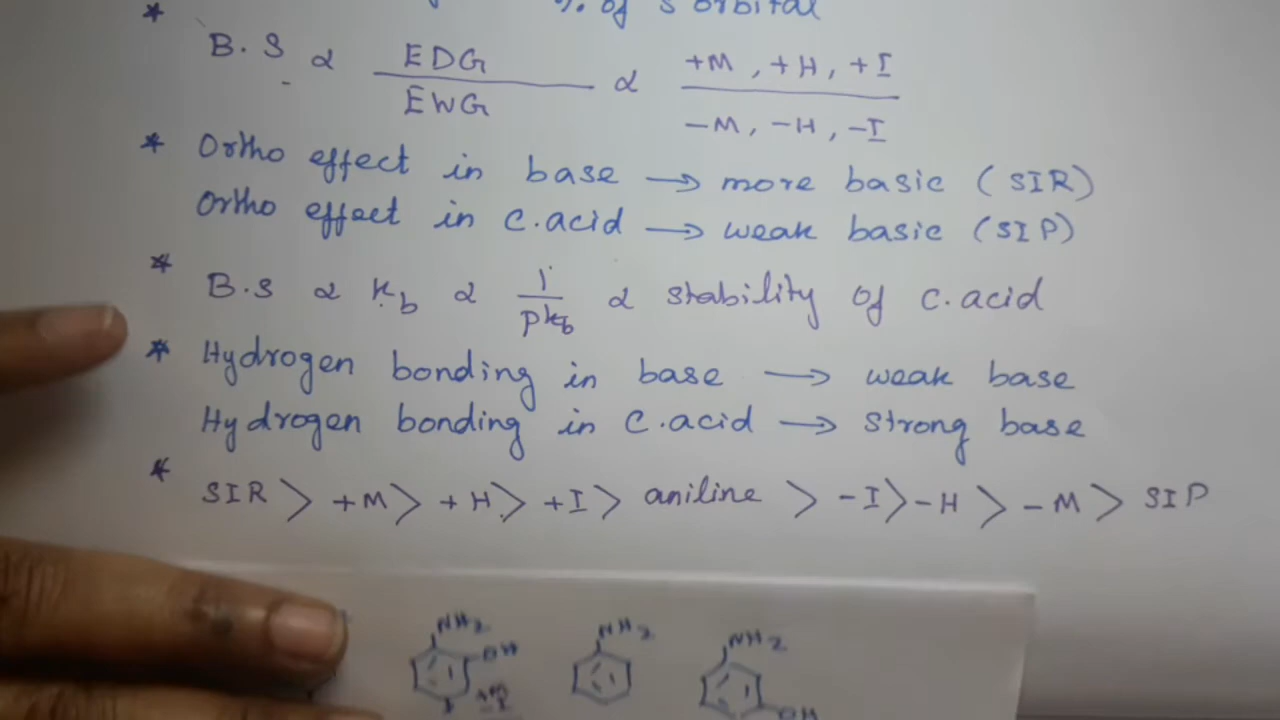 * % of s orbital
B.S ∝ EDG / EWG ∝ +M, +H, +I / -M, -H, -I
* Ortho effect in base → more basic (SIR)
Ortho effect in C.acid → weak basic (SIP)
* B.S ∝ Kb ∝ 1 / pKb ∝ stability of c.acid
* Hydrogen bonding in base → weak base
Hydrogen bonding in C.acid → Strong base
* SIR > +M > +H > +I > aniline > -I > -H > -M > SIP
NH2 NH2 NH2
OH
-I
OH